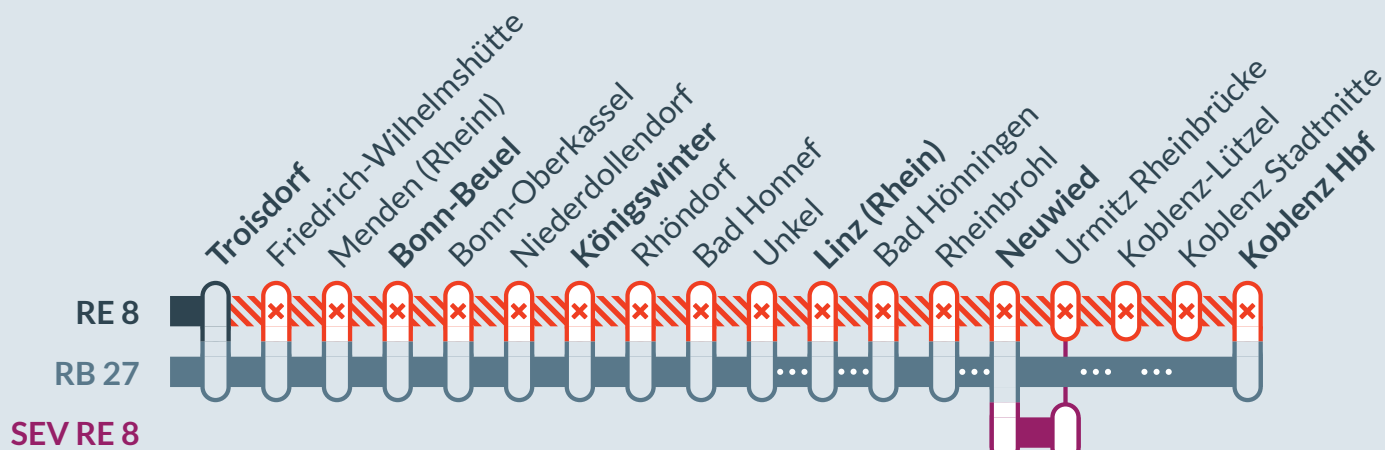 Troisdorf
Friedrich-Wilhelmshütte
Menden (Rheinl)
Bonn-Beuel
Bonn-Oberkassel
Niederdollendorf
Königswinter
Rhöndorf
Bad Honnef
Unkel
Linz (Rhein)
Bad Hönningen
Rheinbrohl
Neuwied
Urmitz Rheinbrücke
Koblenz-Lützel
Koblenz Stadtmitte
Koblenz Hbf
RE 8
RB 27
SEV RE 8